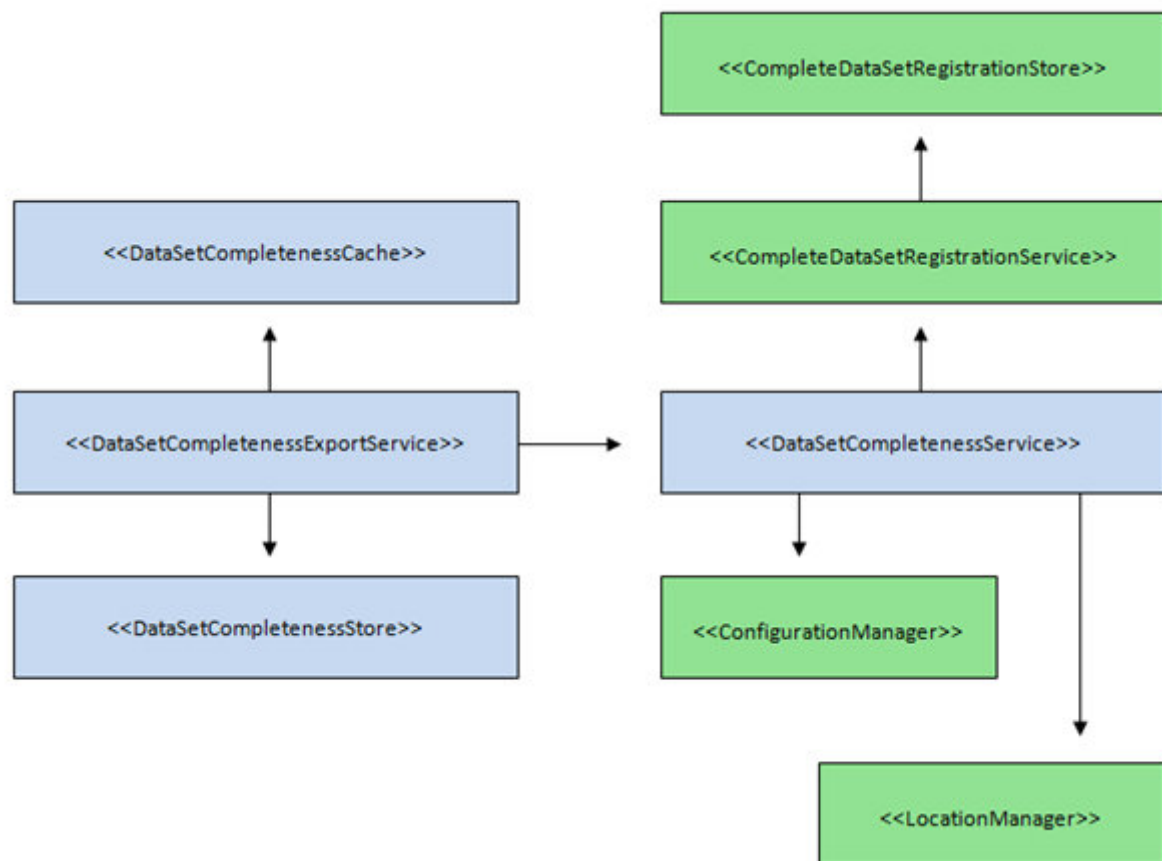 <<CompleteDataSetRegistrationStore>>
<<DataSetCompletenessCache>>
<<CompleteDataSetRegistrationService>>
<<DataSetCompletenessExportService>>
<<DataSetCompletenessService>>
<<DataSetCompletenessStore>>
<<ConfigurationManager>>
<<LocationManager>>